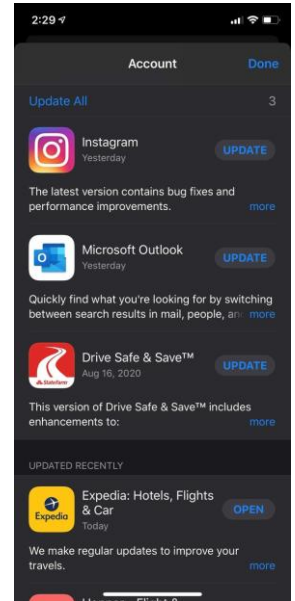 2:29
Account
Done
Update All
3
Instagram
Yesterday
UPDATE
The latest version contains bug fixes and
performance improvements.
more
Microsoft Outlook
Yesterday
UPDATE
Quickly find what you're looking for by switching
between search results in mail, people, an
more
StateFarm
Drive Safe & Save™
Aug 16, 2020
UPDATE
This version of Drive Safe & Save™ includes
enhancements to:
more
UPDATED RECENTLY
Expedia
Expedia: Hotels, Flights
& Car
Today
OPEN
We make regular updates to improve your
travels.
more